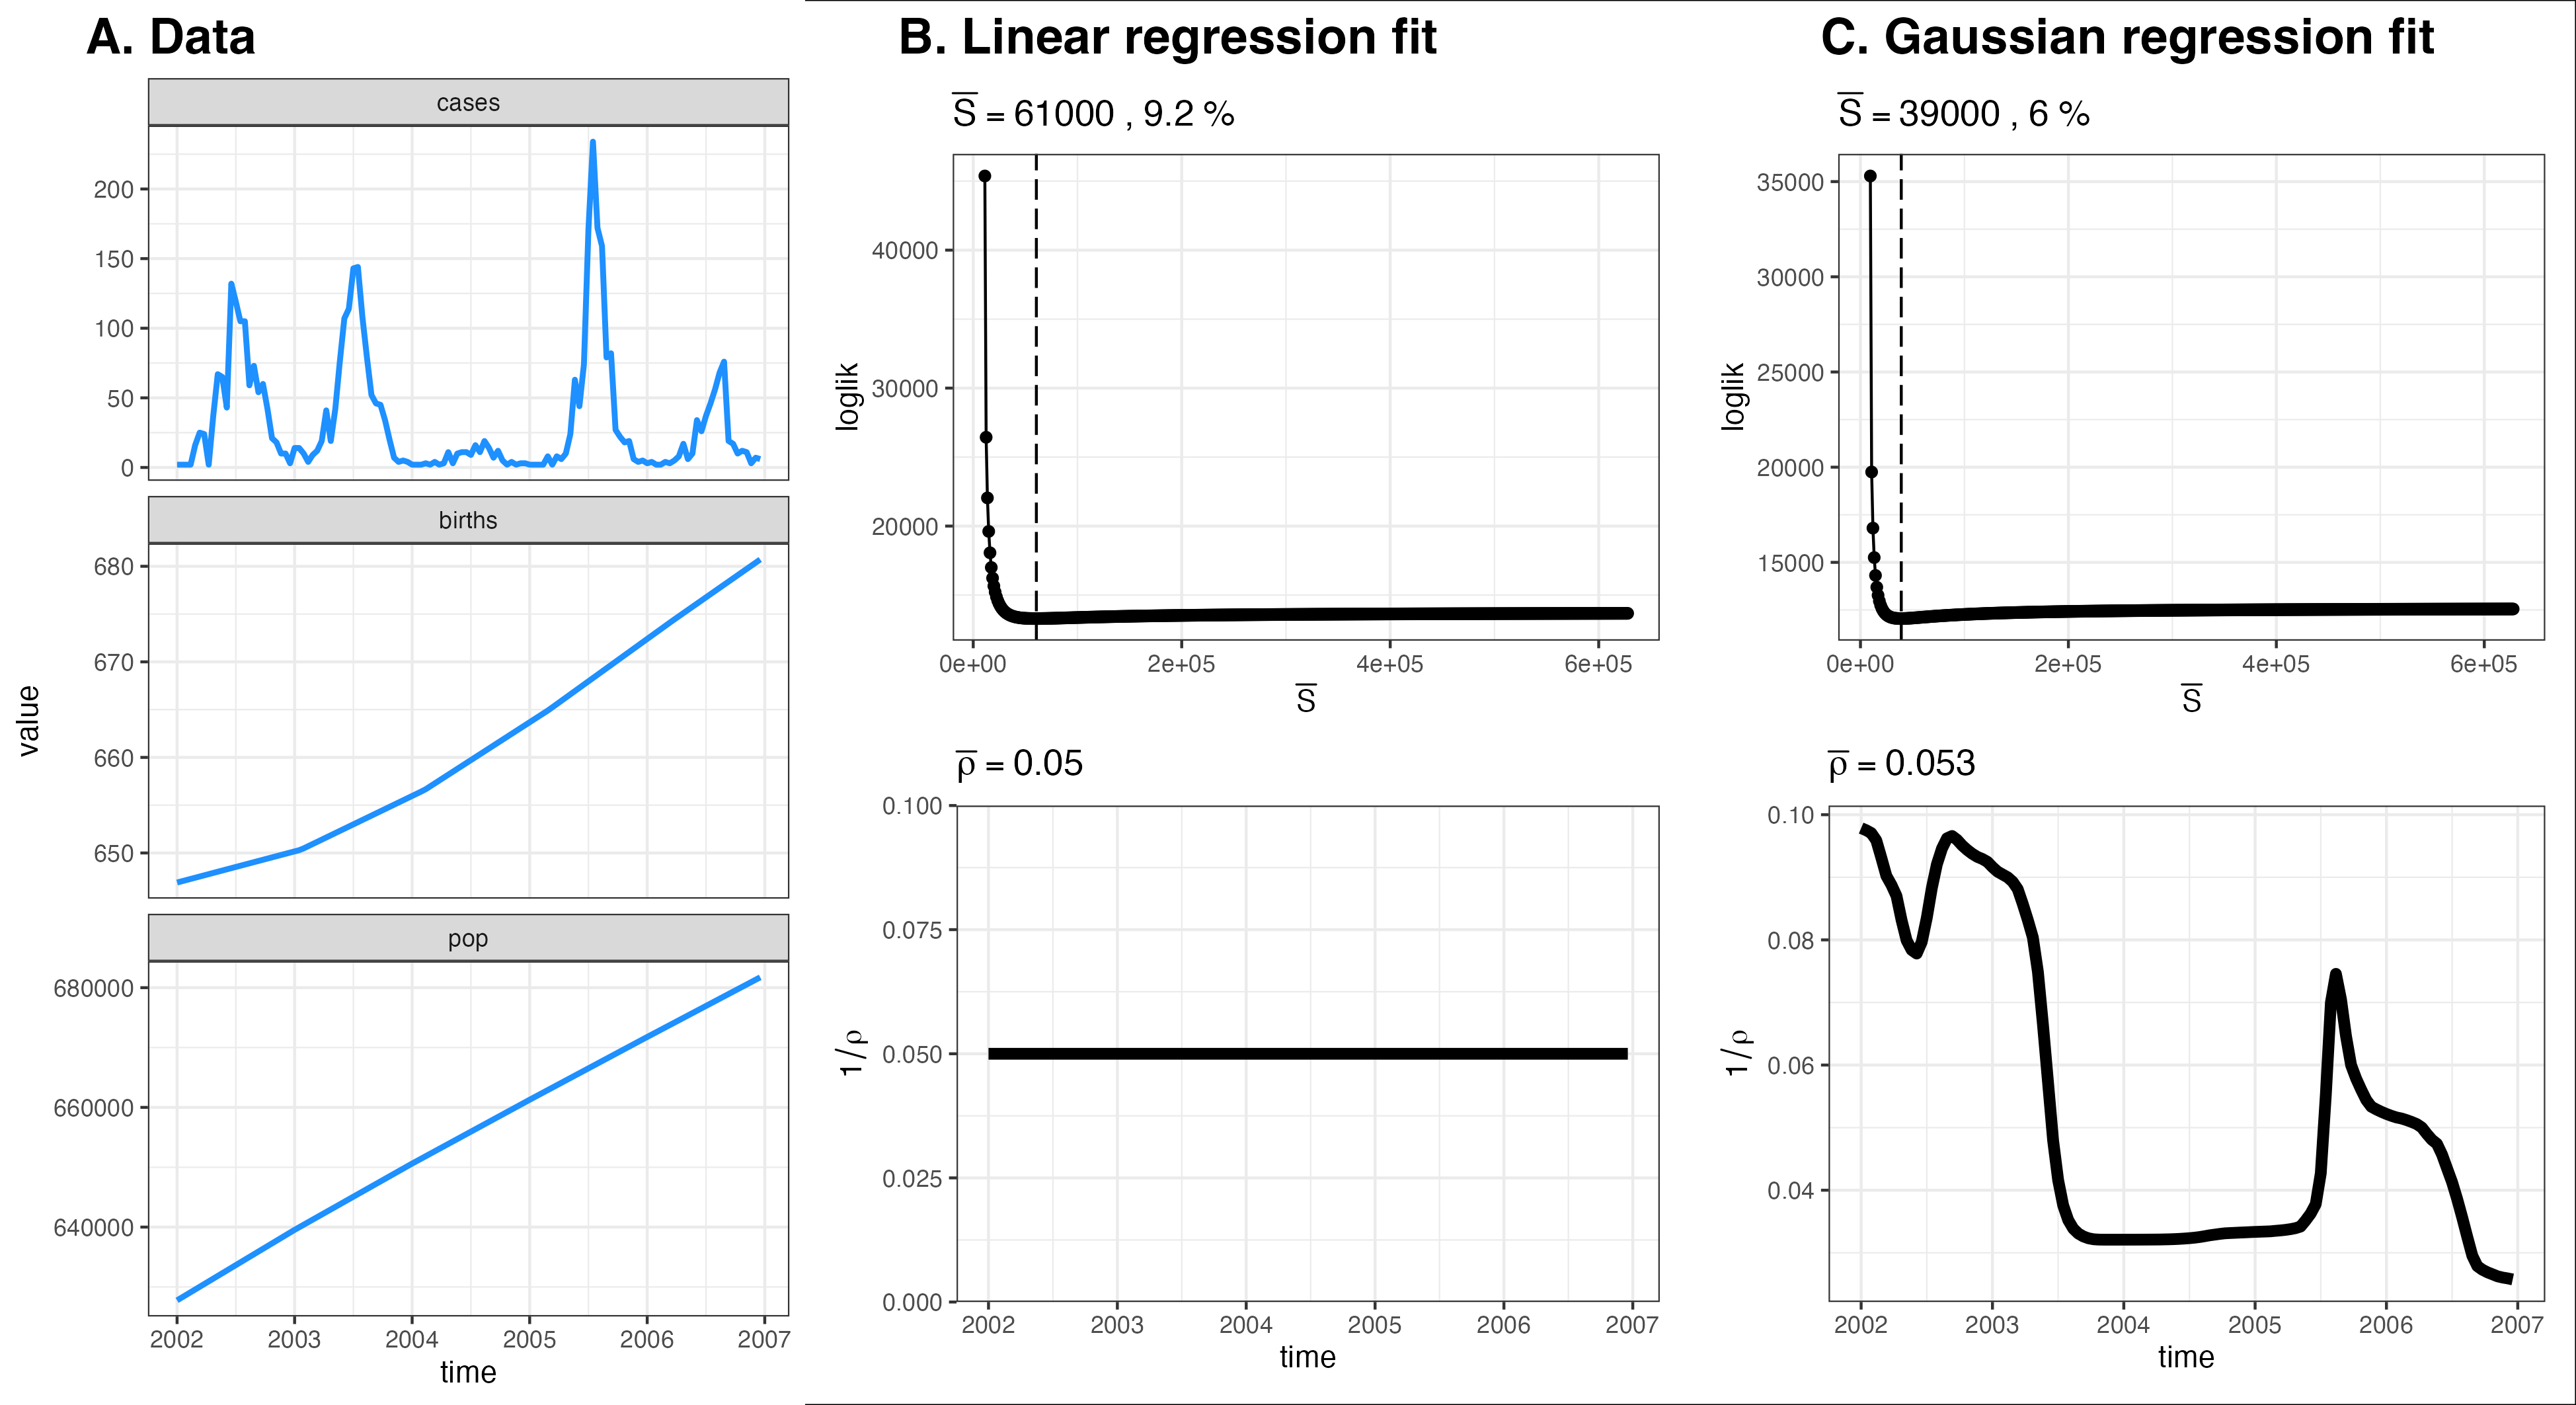 A. Data
cases
200
150
100
50
0
births
680
670
660
650
pop
680000
660000
640000
2002 2003 2004 2005 2006 2007
time
value
B. Linear regression fit
S̅ = 61000 , 9.2 %
40000
30000
20000
loglik
0e+00 2e+05 4e+05 6e+05
S̅
ρ̅ = 0.05
0.100
0.075
0.050
0.025
0.000
1/ρ
2002 2003 2004 2005 2006 2007
time
C. Gaussian regression fit
S̅ = 39000 , 6 %
35000
30000
25000
20000
15000
loglik
0e+00 2e+05 4e+05 6e+05
S̅
ρ̅ = 0.053
0.10
0.08
0.06
0.04
1/ρ
2002 2003 2004 2005 2006 2007
time